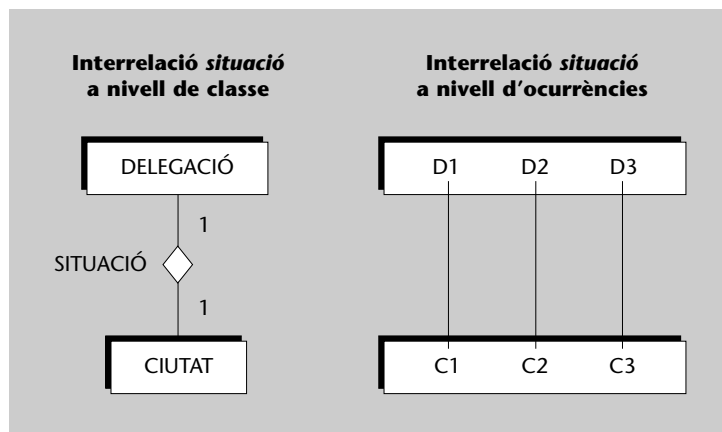 Interrelació situació
a nivell de classe
DELEGACIÓ
1
SITUACIÓ
1
CIUTAT
Interrelació situació
a nivell d'ocurrències
D1 D2 D3
C1 C2 C3